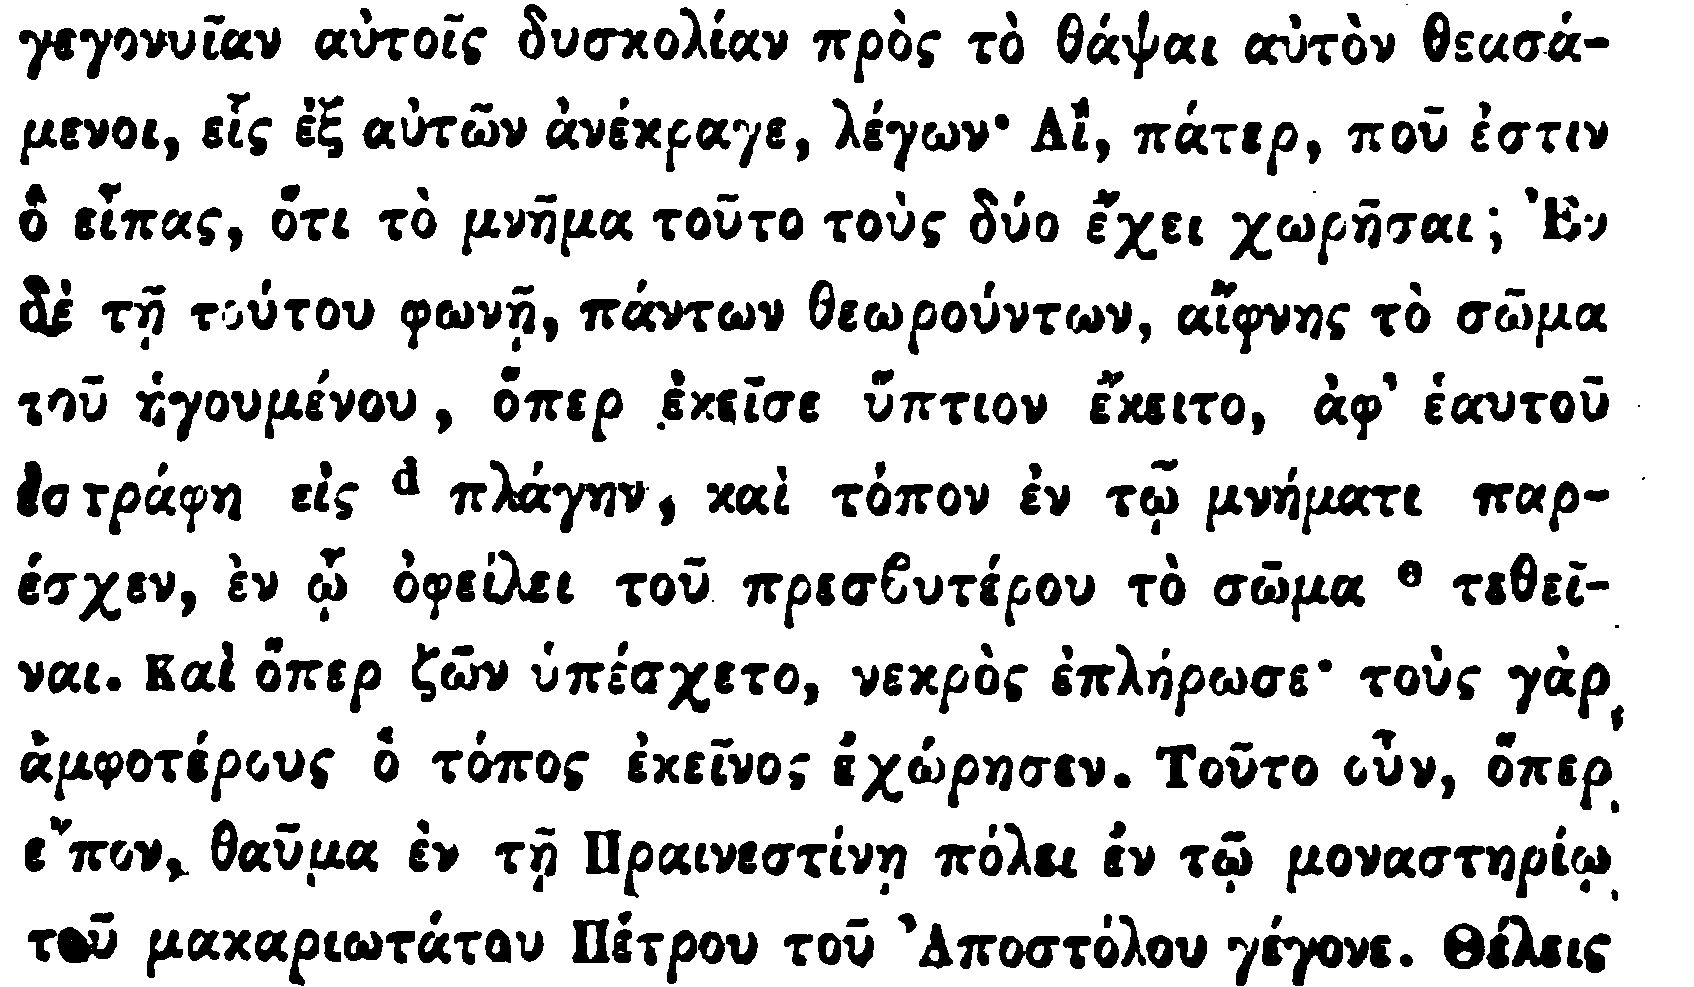 γεγονυῖαν αὐτοῖς δυσκολίαν πρὸς τὸ θάψαι αὐτὸν θεασά-
μενοι, εἷς ἐξ αὐτῶν ἀνέκραγε, λέγων· Αἲ, πάτερ, ποῦ ἐστιν
ὃ εἶπας, ὅτι τὸ μνῆμα τοῦτο τοὺς δύο ἔχει χωρῆσαι; Ἐν
δὲ τῇ τούτου φωνῇ, πάντων θεωρούντων, αἴφνης τὸ σῶμα
τοῦ ἡγουμένου, ὅπερ ἐκεῖσε ὕπτιον ἔκειτο, ἀφ' ἑαυτοῦ
ἐστράφη εἰς d πλάγην, καὶ τόπον ἐν τῷ μνήματι παρ-
έσχεν, ἐν ᾧ ὀφείλει τοῦ πρεσϐυτέρου τὸ σῶμα e τεθεῖ-
ναι. Καὶ ὅπερ ζῶν ὑπέσχετο, νεκρὸς ἐπλήρωσε· τοὺς γὰρ
ἀμφοτέρους ὁ τόπος ἐκεῖνος ἐχώρησεν. Τοῦτο οὖν, ὅπερ
εἶπον, θαῦμα ἐν τῇ Πραινεστίνῃ πόλει ἐν τῷ μοναστηρίῳ
τοῦ μακαριωτάτου Πέτρου τοῦ Ἀποστόλου γέγονε. Θέλεις